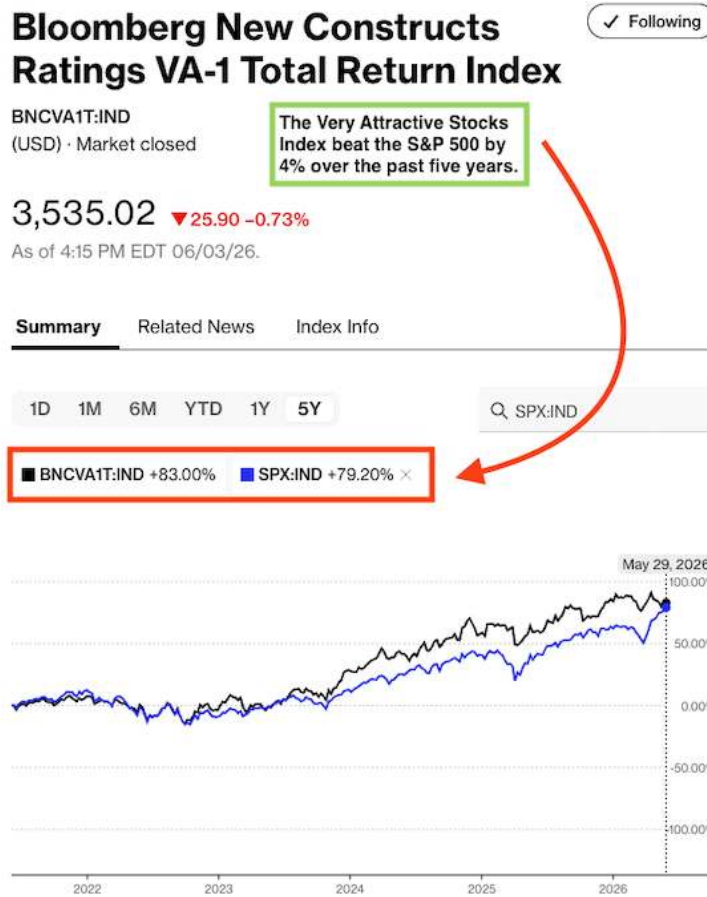 Bloomberg New Constructs
Ratings VA-1 Total Return Index
✓ Following
BNCVA1T:IND
(USD) · Market closed
The Very Attractive Stocks
Index beat the S&P 500 by
4% over the past five years.
3,535.02 ▼25.90 –0.73%
As of 4:15 PM EDT 06/03/26.
Summary Related News Index Info
1D 1M 6M YTD 1Y 5Y
SPX:IND
BNCVA1T:IND +83.00% SPX:IND +79.20% ×
May 29, 2026
100.00%
50.00%
0.00%
-50.00%
-100.00%
2022 2023 2024 2025 2026